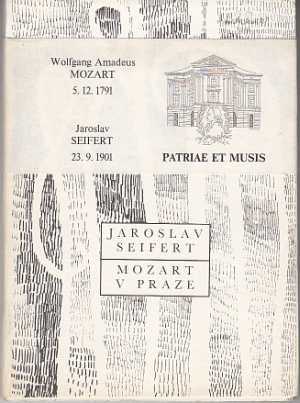 Wolfgang Amadeus
MOZART
5. 12. 1791
Jaroslav
SEIFERT
23. 9. 1901
PATRIAE ET MUSIS
JAROSLAV
SEIFERT
MOZART
V PRAZE